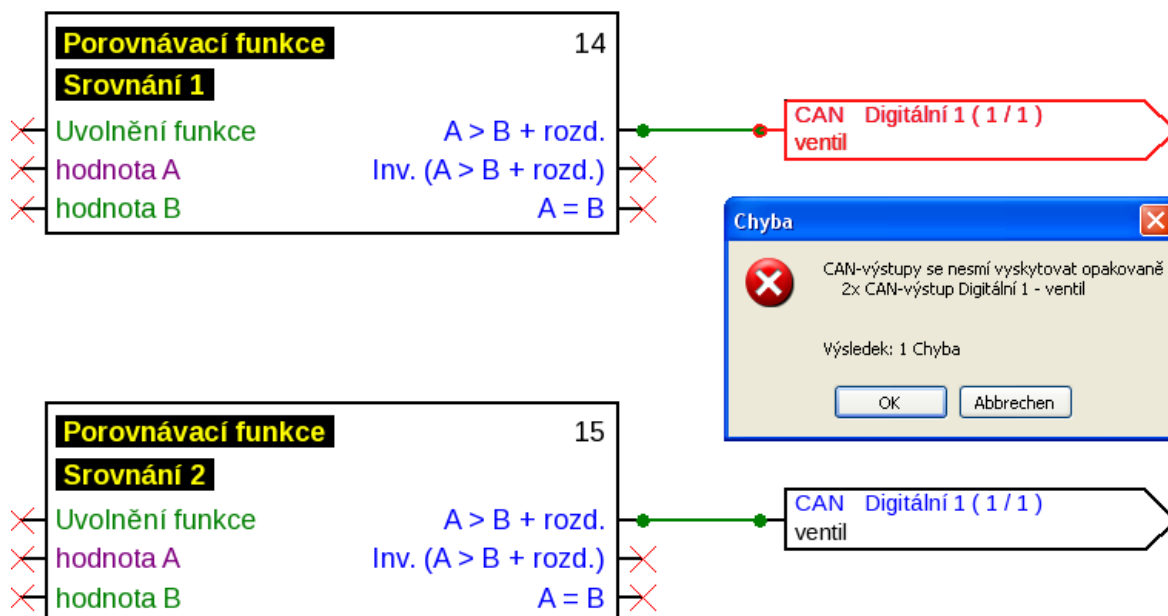 Porovnávací funkce 14
Srovnání 1
Uvolnění funkce A > B + rozd.
hodnota A Inv. (A > B + rozd.)
hodnota B A = B
CAN Digitální 1 ( 1 / 1 )
ventil
Chyba
CAN-výstupy se nesmí vyskytovat opakovaně
2x CAN-výstup Digitální 1 - ventil
Výsledek: 1 Chyba
OK Abbrechen
Porovnávací funkce 15
Srovnání 2
Uvolnění funkce A > B + rozd.
hodnota A Inv. (A > B + rozd.)
hodnota B A = B
CAN Digitální 1 ( 1 / 1 )
ventil